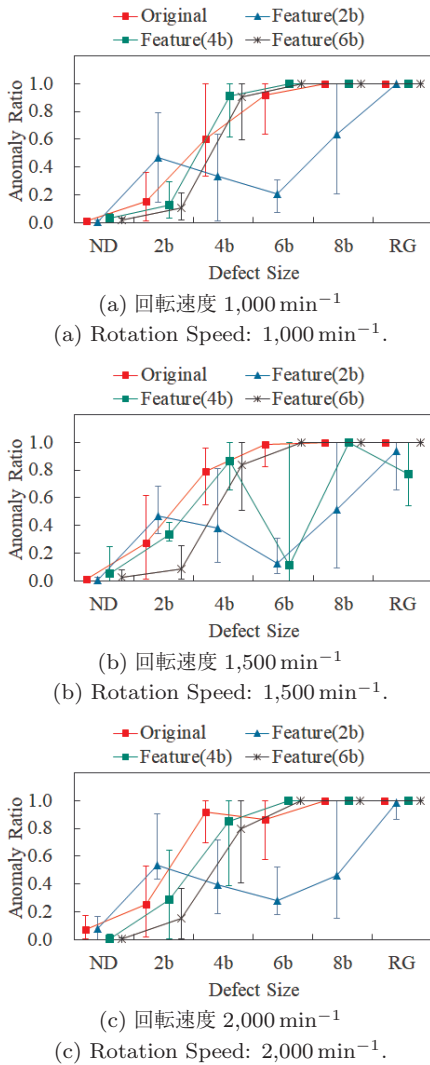 Original Feature(2b)
Feature(4b) Feature(6b)
1.0
0.8
0.6
0.4
0.2
0.0
Anomaly Ratio
ND 2b 4b 6b 8b RG
Defect Size
(a) 回転速度 1,000 min⁻¹
(a) Rotation Speed: 1,000 min⁻¹.
Original Feature(2b)
Feature(4b) Feature(6b)
1.0
0.8
0.6
0.4
0.2
0.0
Anomaly Ratio
ND 2b 4b 6b 8b RG
Defect Size
(b) 回転速度 1,500 min⁻¹
(b) Rotation Speed: 1,500 min⁻¹.
Original Feature(2b)
Feature(4b) Feature(6b)
1.0
0.8
0.6
0.4
0.2
0.0
Anomaly Ratio
ND 2b 4b 6b 8b RG
Defect Size
(c) 回転速度 2,000 min⁻¹
(c) Rotation Speed: 2,000 min⁻¹.